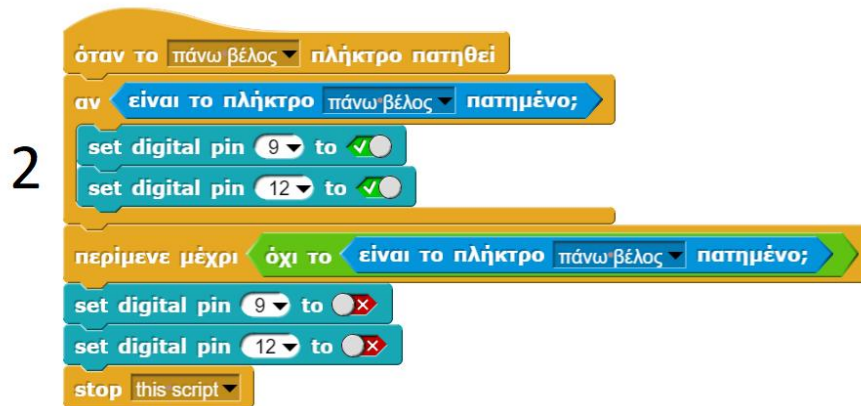 όταν το πάνω βέλος πλήκτρο πατηθεί
αν είναι το πλήκτρο πάνω βέλος πατημένο;
2
set digital pin 9 to
set digital pin 12 to
περίμενε μέχρι όχι το είναι το πλήκτρο πάνω βέλος πατημένο;
set digital pin 9 to
set digital pin 12 to
stop this script